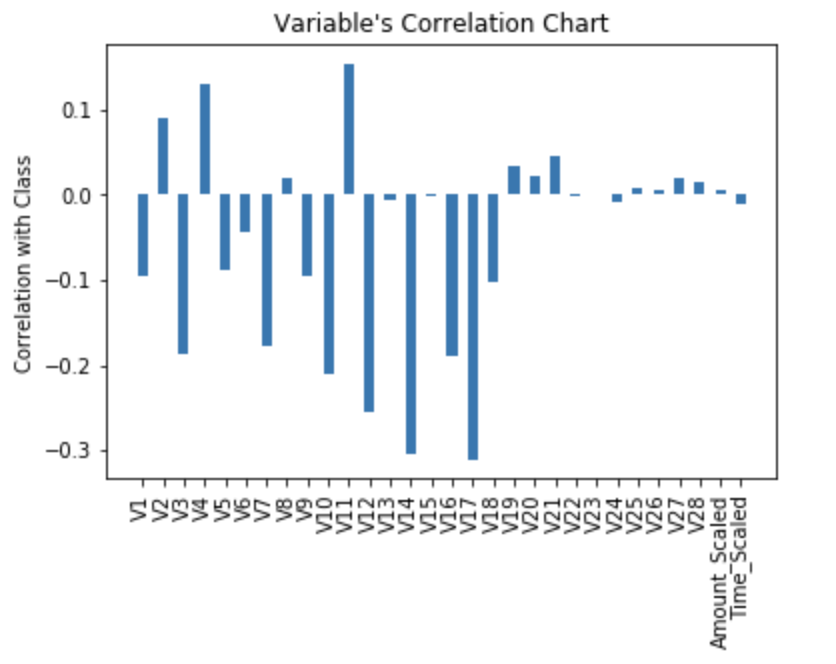 Variable's Correlation Chart
Correlation with Class
0.1
0.0
−0.1
−0.2
−0.3
V1
V2
V3
V4
V5
V6
V7
V8
V9
V10
V11
V12
V13
V14
V15
V16
V17
V18
V19
V20
V21
V22
V23
V24
V25
V26
V27
V28
Amount_Scaled
Time_Scaled